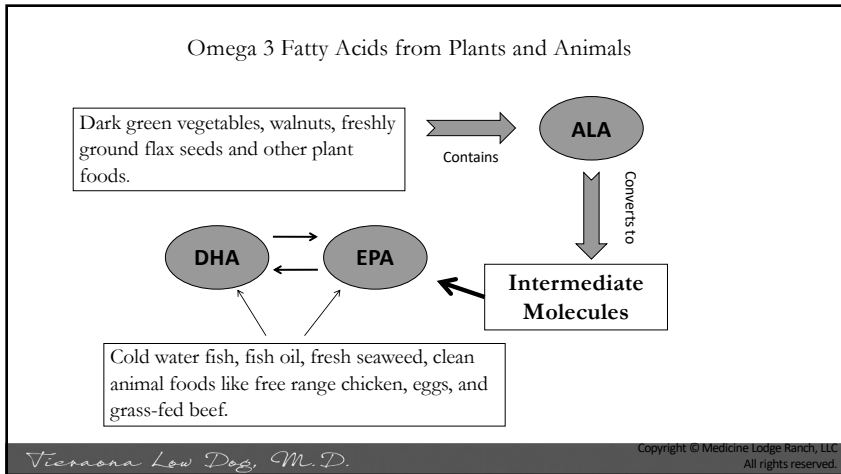 Omega 3 Fatty Acids from Plants and Animals
Dark green vegetables, walnuts, freshly
ground flax seeds and other plant
foods.
Contains
ALA
Converts to
DHA
EPA
Intermediate
Molecules
Cold water fish, fish oil, fresh seaweed, clean
animal foods like free range chicken, eggs, and
grass-fed beef.
Tieraona Low Dog, M.D.
Copyright © Medicine Lodge Ranch, LLC
All rights reserved.